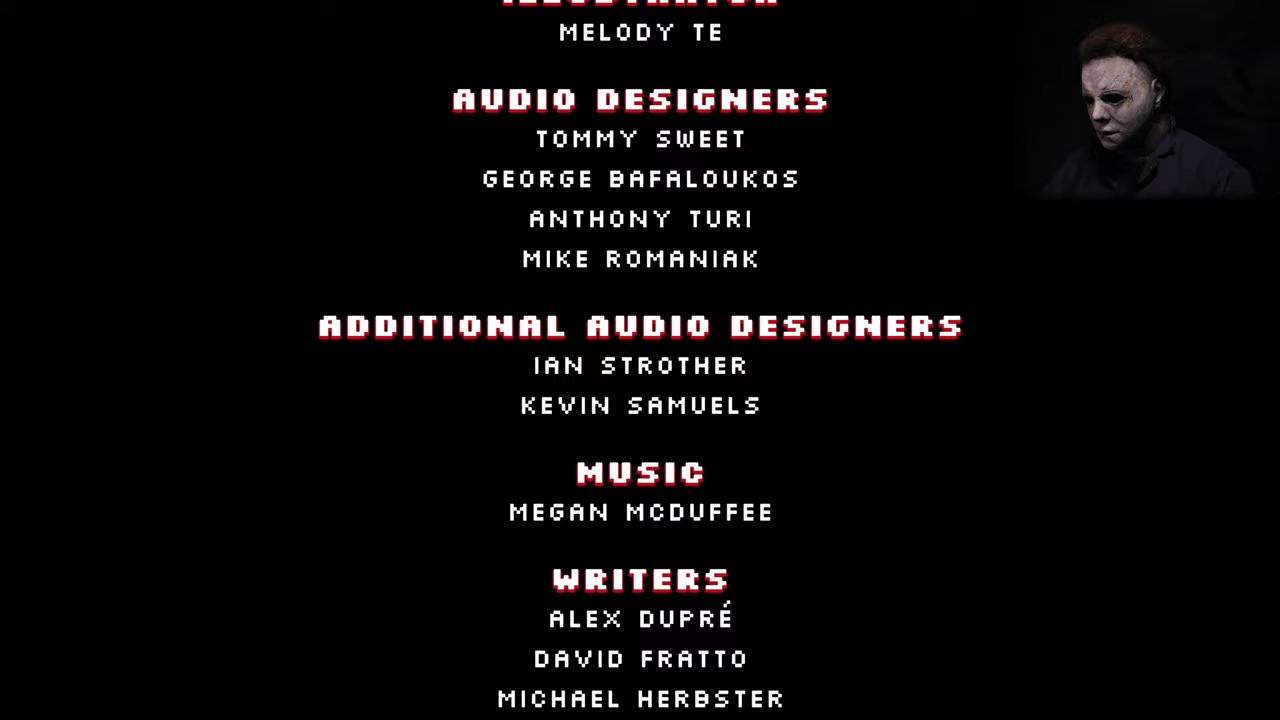 ILLUSTRATOR
MELODY TE
AUDIO DESIGNERS
TOMMY SWEET
GEORGE BAFALOUKOS
ANTHONY TURI
MIKE ROMANIAK
ADDITIONAL AUDIO DESIGNERS
IAN STROTHER
KEVIN SAMUELS
MUSIC
MEGAN MCDUFFEE
WRITERS
ALEX DUPRÉ
DAVID FRATTO
MICHAEL HERBSTER